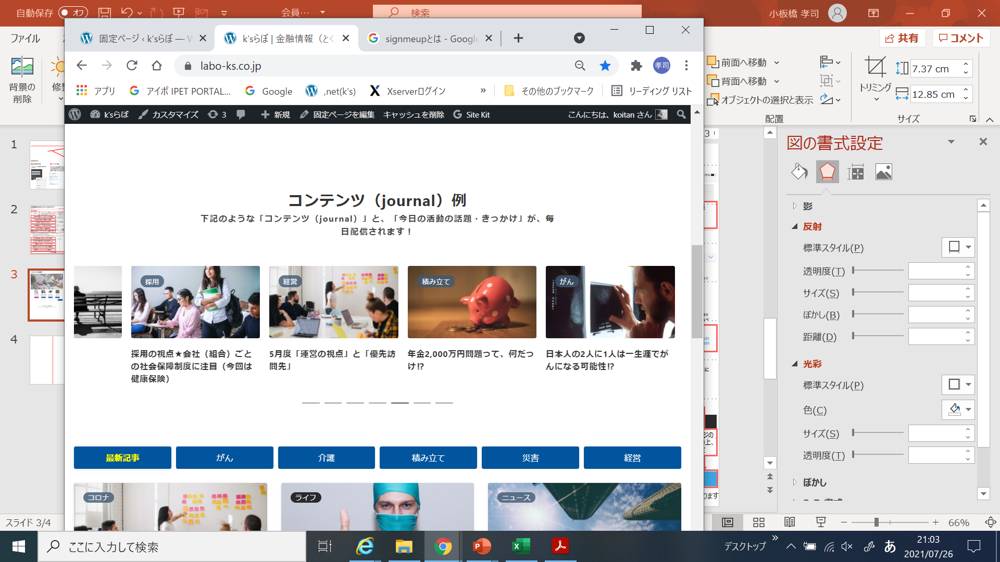 自動保存 オフ 会員… 検索 小板橋 孝司
ファイル 共有 コメント
背景の
削除
修整
前面へ移動
背面へ移動
オブジェクトの選択と表示
配置
トリミング
7.37 cm
12.85 cm
サイズ
固定ページ ‹ k'sらぼ — W
k'sらぼ | 金融情報（とく
signmeupとは - Google
labo-ks.co.jp
孝司
アプリ アイポ IPET PORTAL... Google ,net(k's) Xserverログイン » その他のブックマーク リーディング リスト
k'sらぼ カスタマイズ 3 新規 固定ページを編集 キャッシュを削除 Site Kit こんにちは、koitan さん
コンテンツ（journal）例
下記のような「コンテンツ（journal）」と、「今日の活動の話題・きっかけ」が、毎
日配信されます！
採用
経営
積み立て
がん
採用の視点★会社（組合）ごと
の社会保障制度に注目（今回は
健康保険）
5月度「運営の視点」と「優先訪
問先」
年金2,000万円問題って、何だっ
け⁉
日本人の2人に1人は一生涯でが
んになる可能性⁉
最新記事 がん 介護 積み立て 災害 経営
コロナ
ライフ
ニュース
1
2
3
4
3
ジの
上、
ります
図の書式設定
影
反射
標準スタイル(P)
透明度(T)
サイズ(S)
ぼかし(B)
距離(D)
光彩
標準スタイル(P)
色(C)
サイズ(S)
透明度(T)
ぼかし
スライド 3/4
66%
ここに入力して検索
デスクトップ
»
あ
21:03
2021/07/26